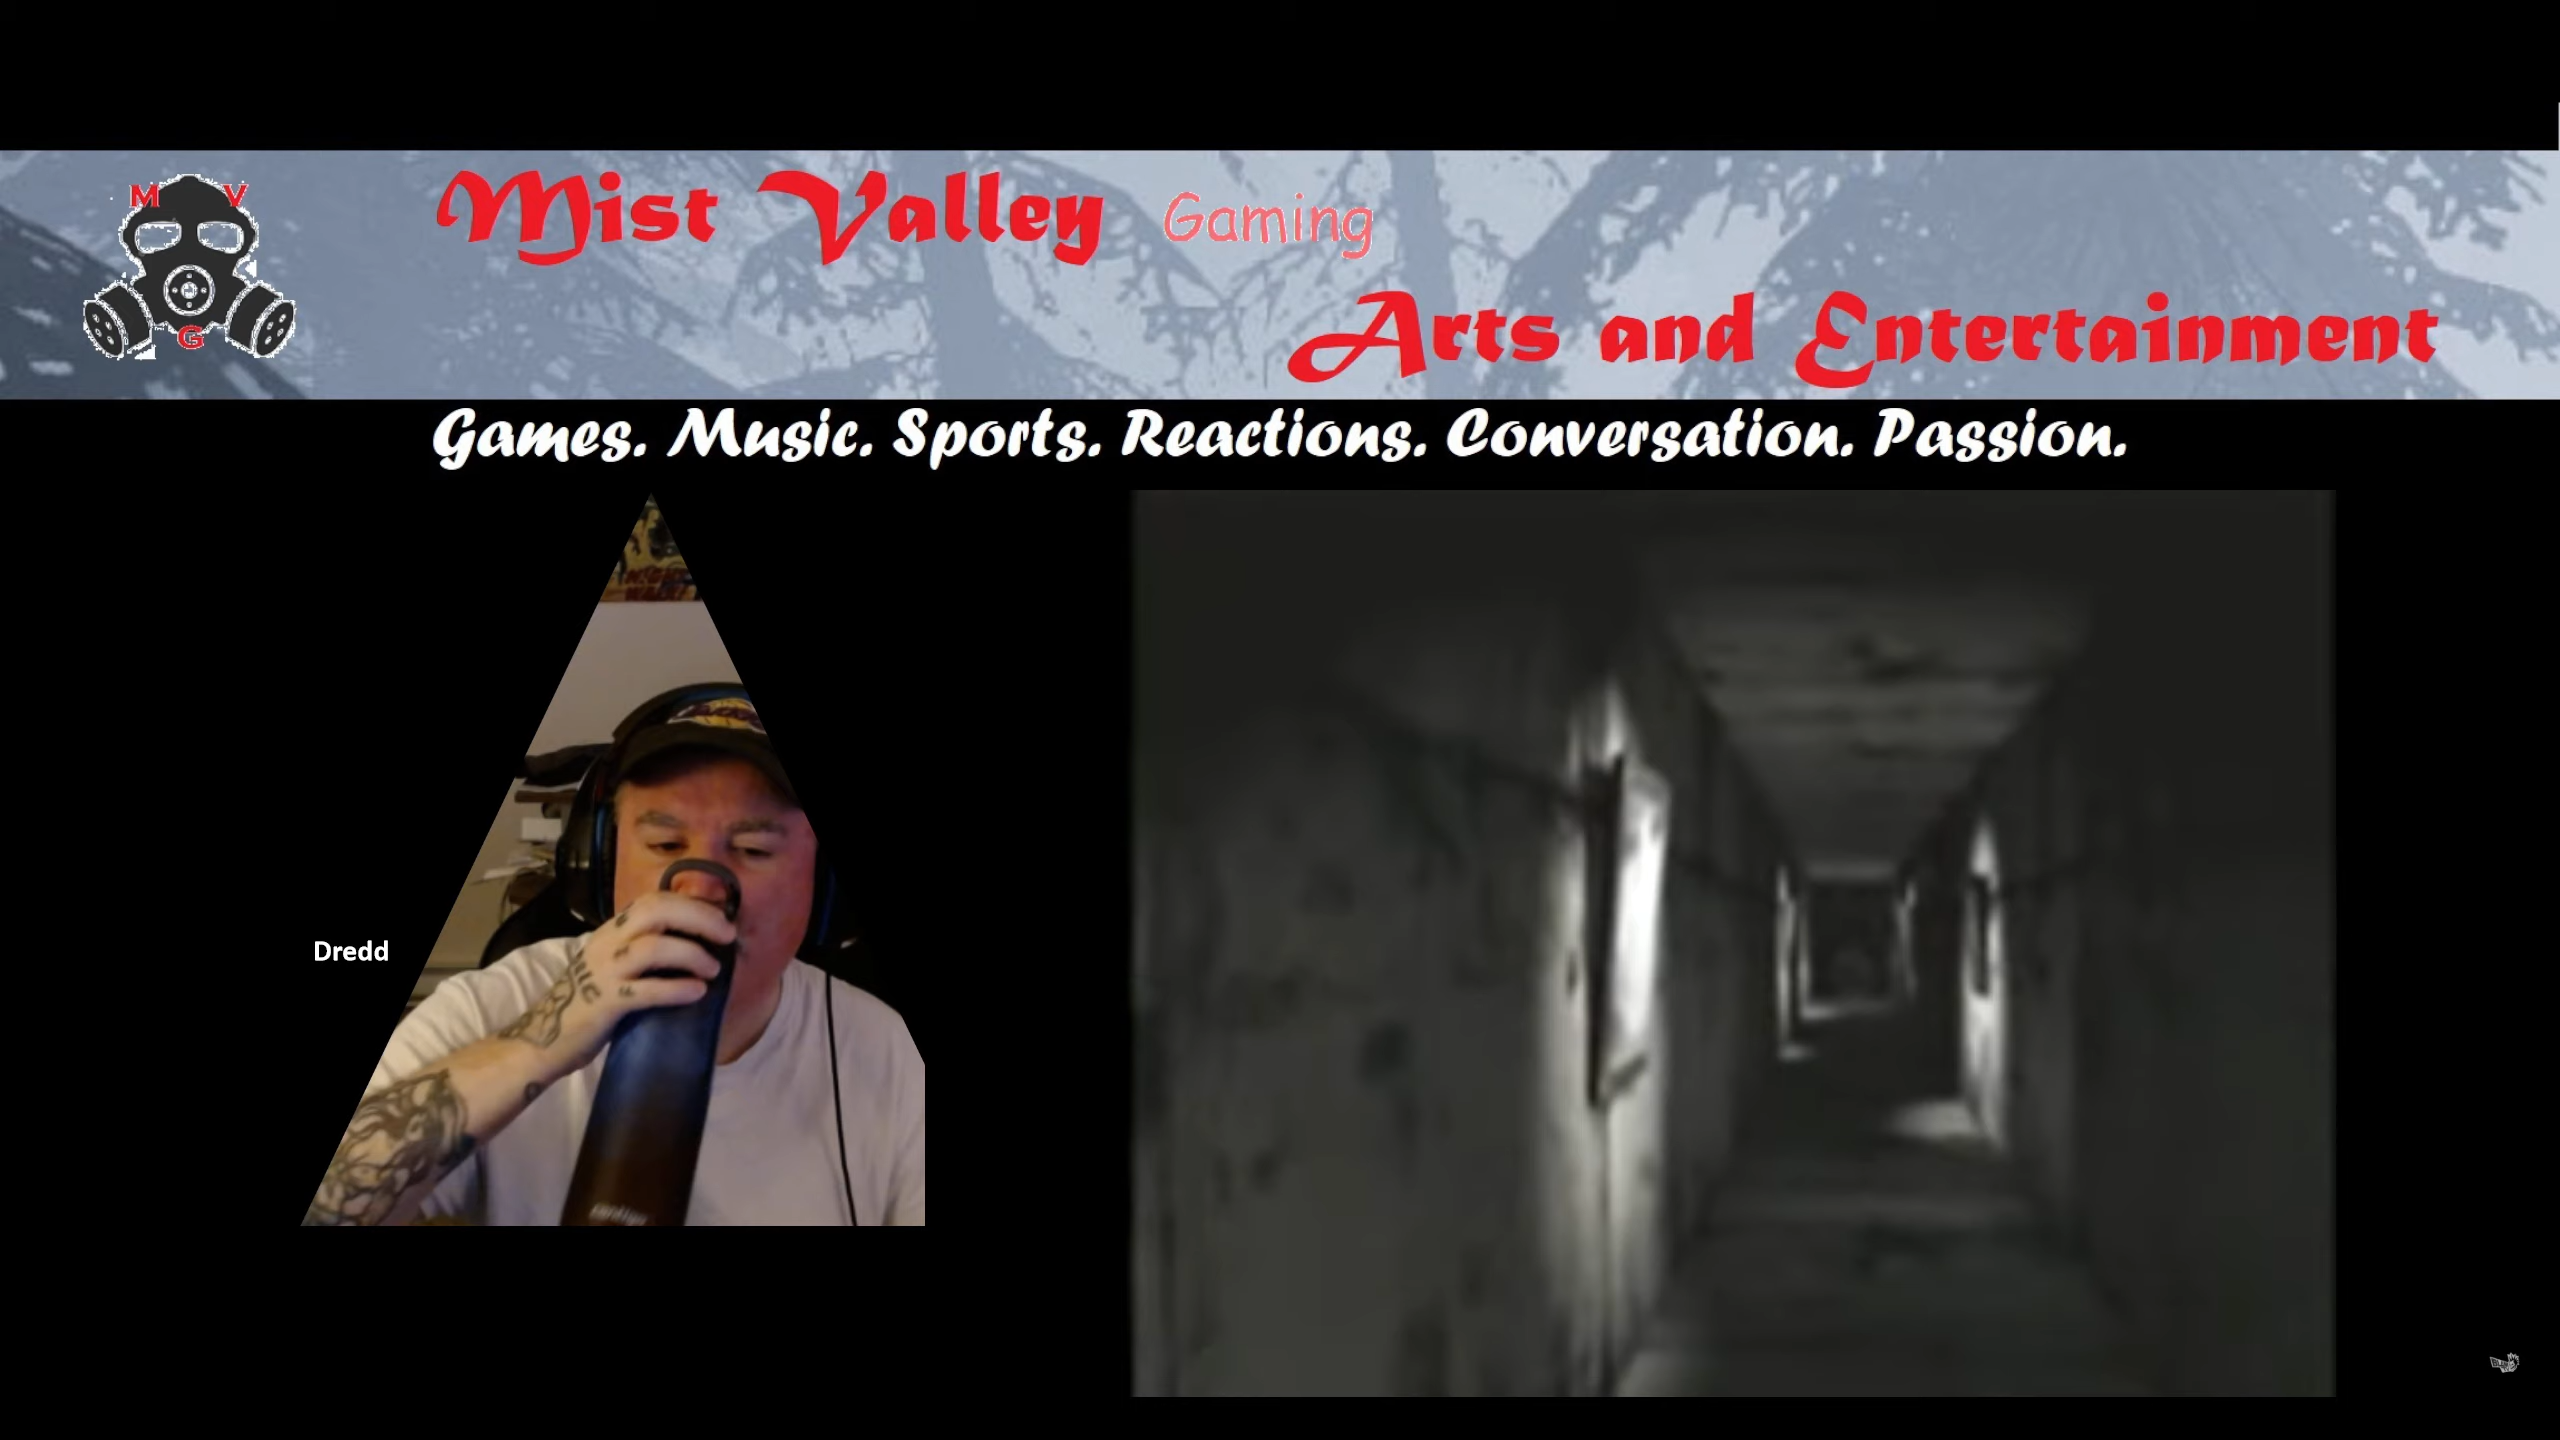 M V
G
Mist Valley Gaming
Arts and Entertainment
Games. Music. Sports. Reactions. Conversation. Passion.
Dredd